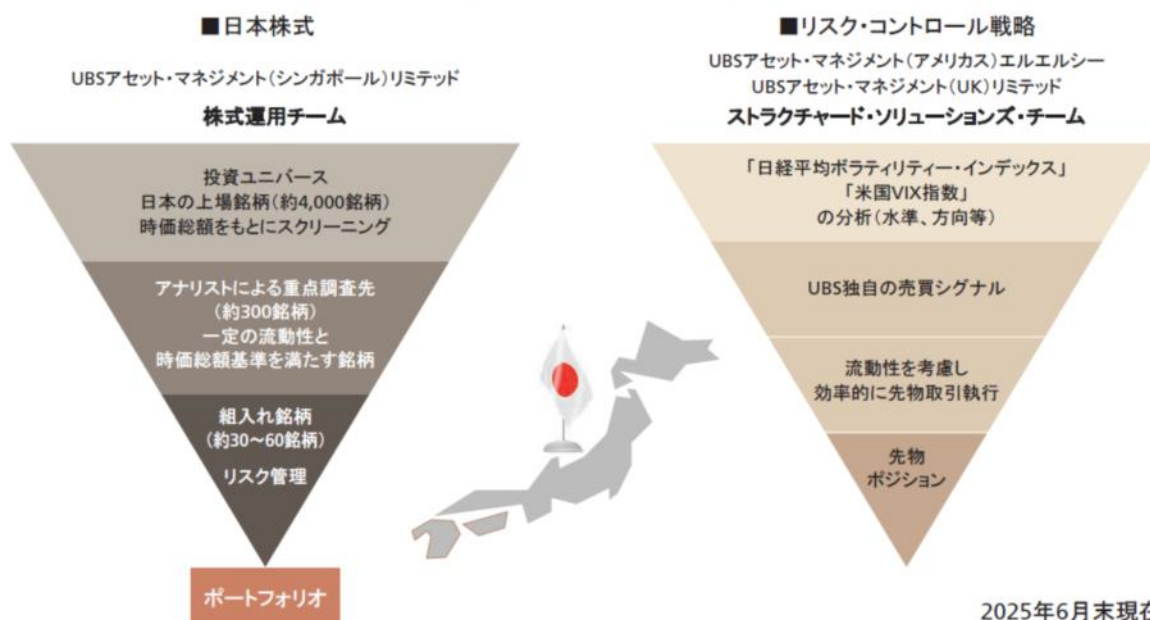 ■日本株式
UBSアセット・マネジメント(シンガポール)リミテッド
株式運用チーム
投資ユニバース
日本の上場銘柄(約4,000銘柄)
時価総額をもとにスクリーニング
アナリストによる重点調査先
(約300銘柄)
一定の流動性と
時価総額基準を満たす銘柄
組入れ銘柄
(約30～60銘柄)
リスク管理
ポートフォリオ
■リスク・コントロール戦略
UBSアセット・マネジメント(アメリカス)エルエルシー
UBSアセット・マネジメント(UK)リミテッド
ストラクチャード・ソリューションズ・チーム
「日経平均ボラティリティー・インデックス」
「米国VIX指数」
の分析(水準、方向等)
UBS独自の売買シグナル
流動性を考慮し
効率的に先物取引執行
先物
ポジション
2025年6月末現在